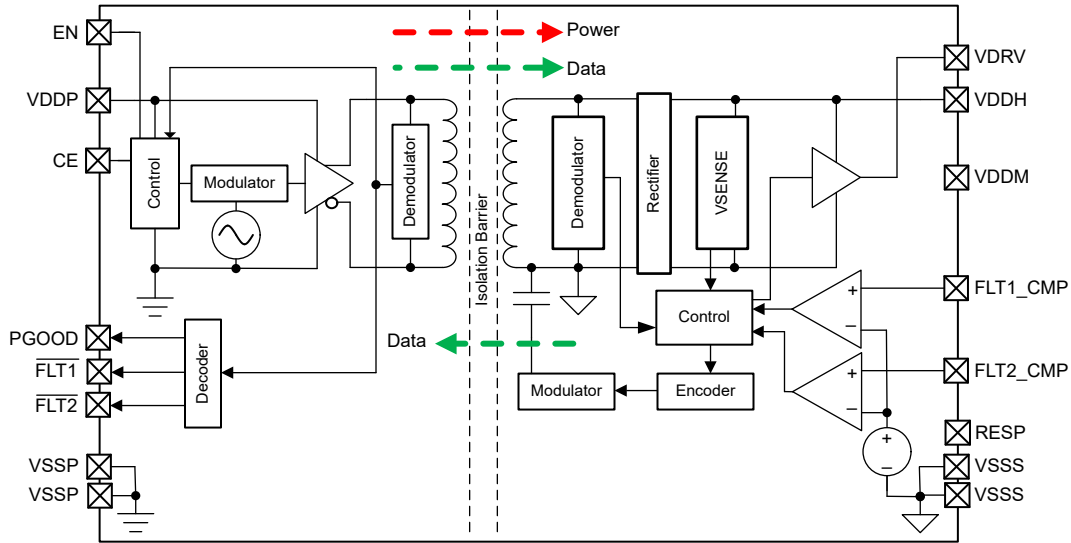 EN
VDDP
CE
Control
Modulator
Demodulator
Power
Data
Isolation Barrier
Demodulator
Rectifier
VSENSE
VDRV
VDDH
VDDM
PGOOD
FLT1
FLT2
Decoder
Data
Control
Modulator
Encoder
+
−
+
−
+
−
FLT1_CMP
FLT2_CMP
RESP
VSSS
VSSS
VSSP
VSSP